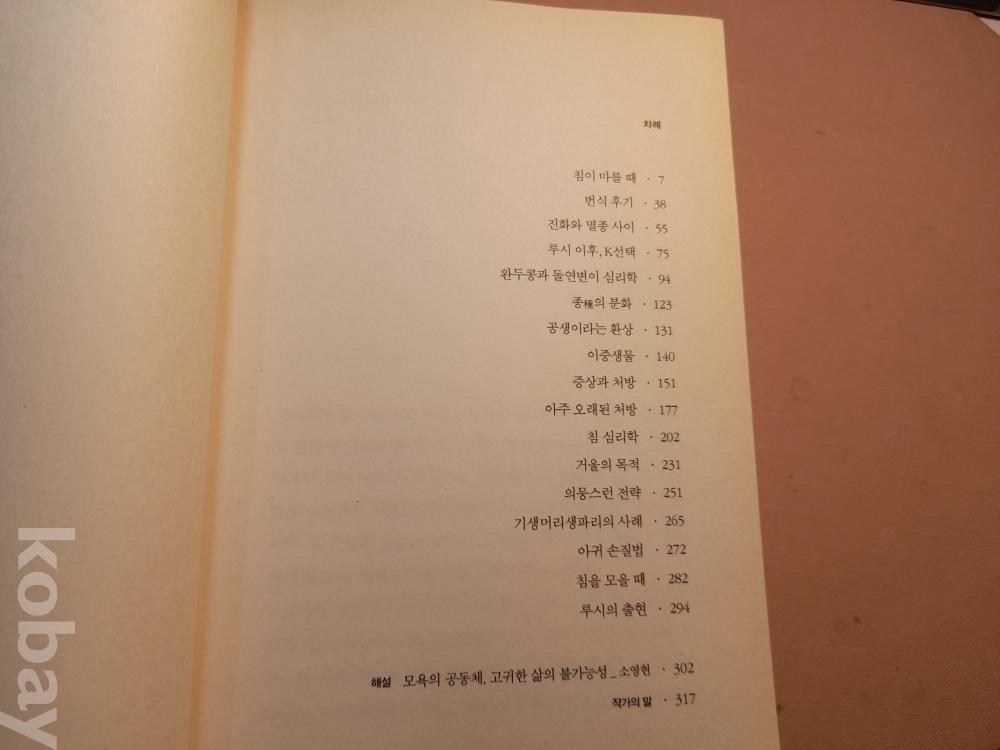 차례
침이 마를 때 · 7
번식 후기 · 38
진화와 멸종 사이 · 55
루시 이후, K선택 · 75
완두콩과 돌연변이 심리학 · 94
종種의 분화 · 123
공생이라는 환상 · 131
이중생물 · 140
증상과 처방 · 151
아주 오래된 처방 · 177
침 심리학 · 202
거울의 목적 · 231
의뭉스런 전략 · 251
기생머리생파리의 사례 · 265
아귀 손질법 · 272
침을 모을 때 · 282
루시의 출현 · 294
해설 모욕의 공동체, 고귀한 삶의 불가능성_소영현 · 302
작가의 말 · 317
kobay